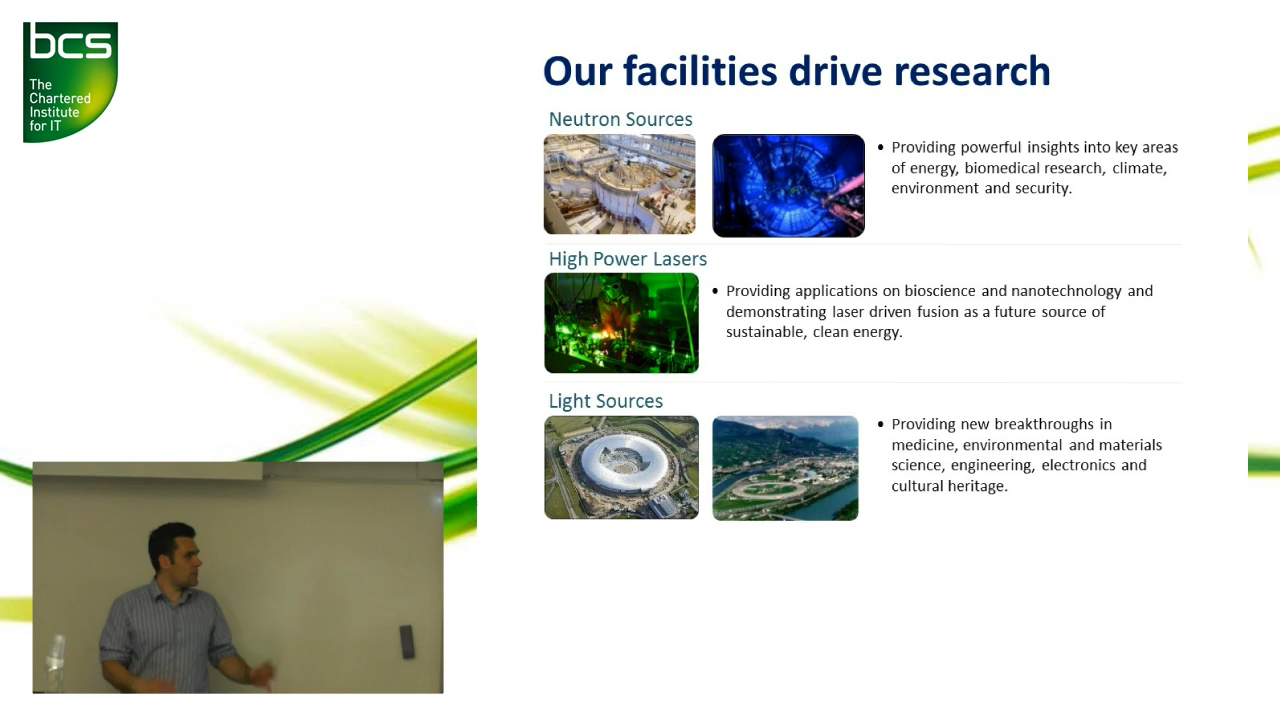 bcs
The
Chartered
Institute
for IT
Our facilities drive research
Neutron Sources
• Providing powerful insights into key areas
of energy, biomedical research, climate,
environment and security.
High Power Lasers
• Providing applications on bioscience and nanotechnology and
demonstrating laser driven fusion as a future source of
sustainable, clean energy.
Light Sources
• Providing new breakthroughs in
medicine, environmental and materials
science, engineering, electronics and
cultural heritage.